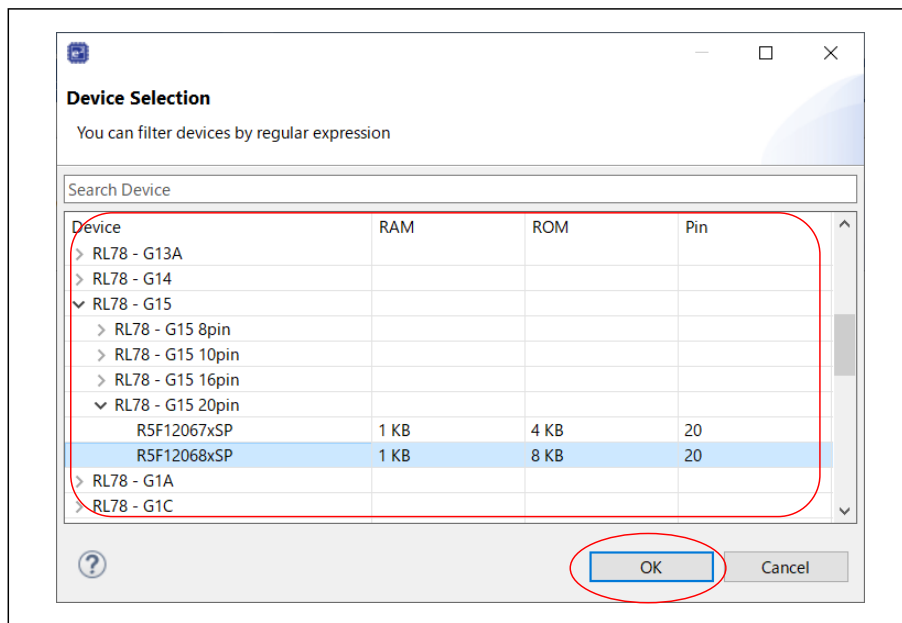 Device Selection
You can filter devices by regular expression
Search Device
Device RAM ROM Pin
RL78 - G13A
RL78 - G14
RL78 - G15
RL78 - G15 8pin
RL78 - G15 10pin
RL78 - G15 16pin
RL78 - G15 20pin
R5F12067xSP 1 KB 4 KB 20
R5F12068xSP 1 KB 8 KB 20
RL78 - G1A
RL78 - G1C
? OK Cancel